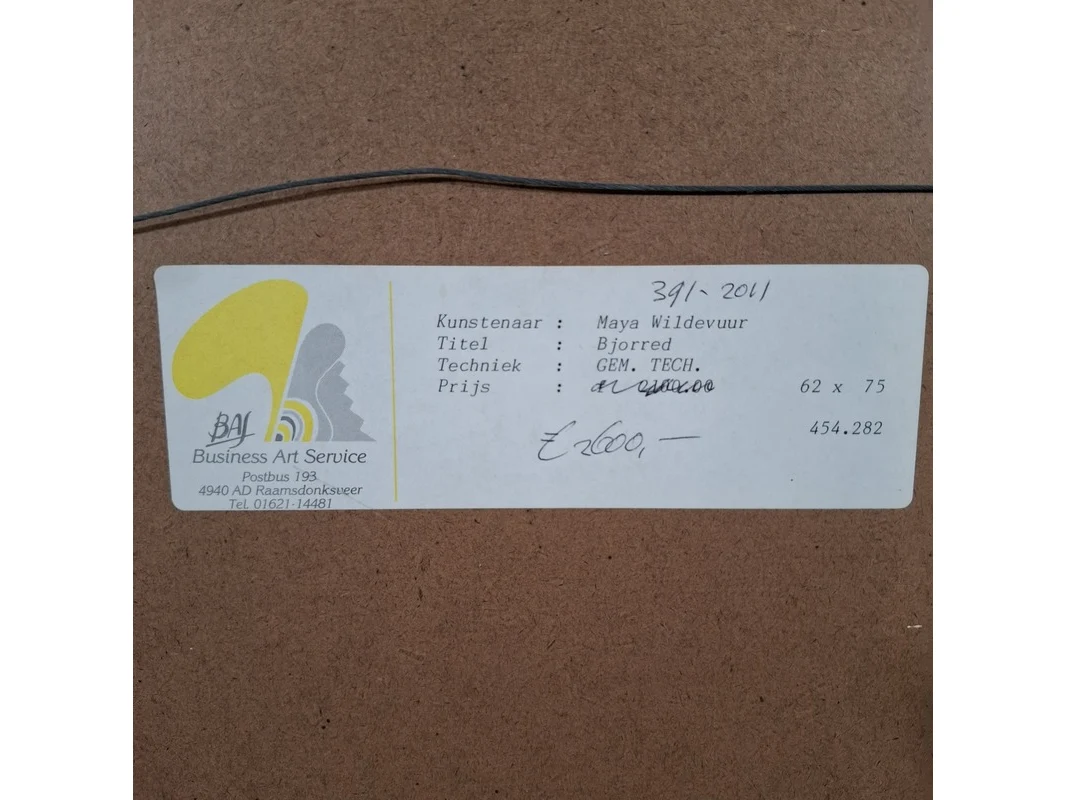 BAS
Business Art Service
Postbus 193
4940 AD Raamsdonksveer
Tel. 01621-14481
391-2011
Kunstenaar : Maya Wildevuur
Titel : Bjorred
Techniek : GEM. TECH.
Prijs :
62 x 75
2600,-
454.282